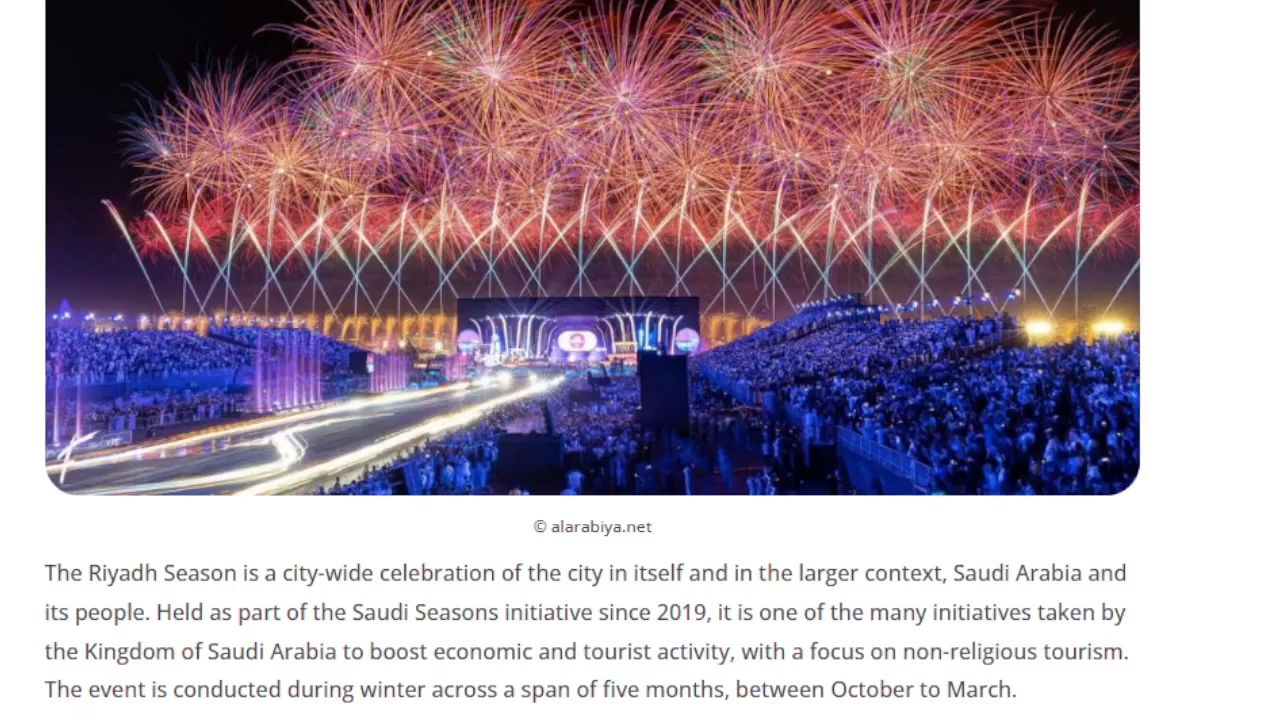 © alarabiya.net
The Riyadh Season is a city-wide celebration of the city in itself and in the larger context, Saudi Arabia and
its people. Held as part of the Saudi Seasons initiative since 2019, it is one of the many initiatives taken by
the Kingdom of Saudi Arabia to boost economic and tourist activity, with a focus on non-religious tourism.
The event is conducted during winter across a span of five months, between October to March.